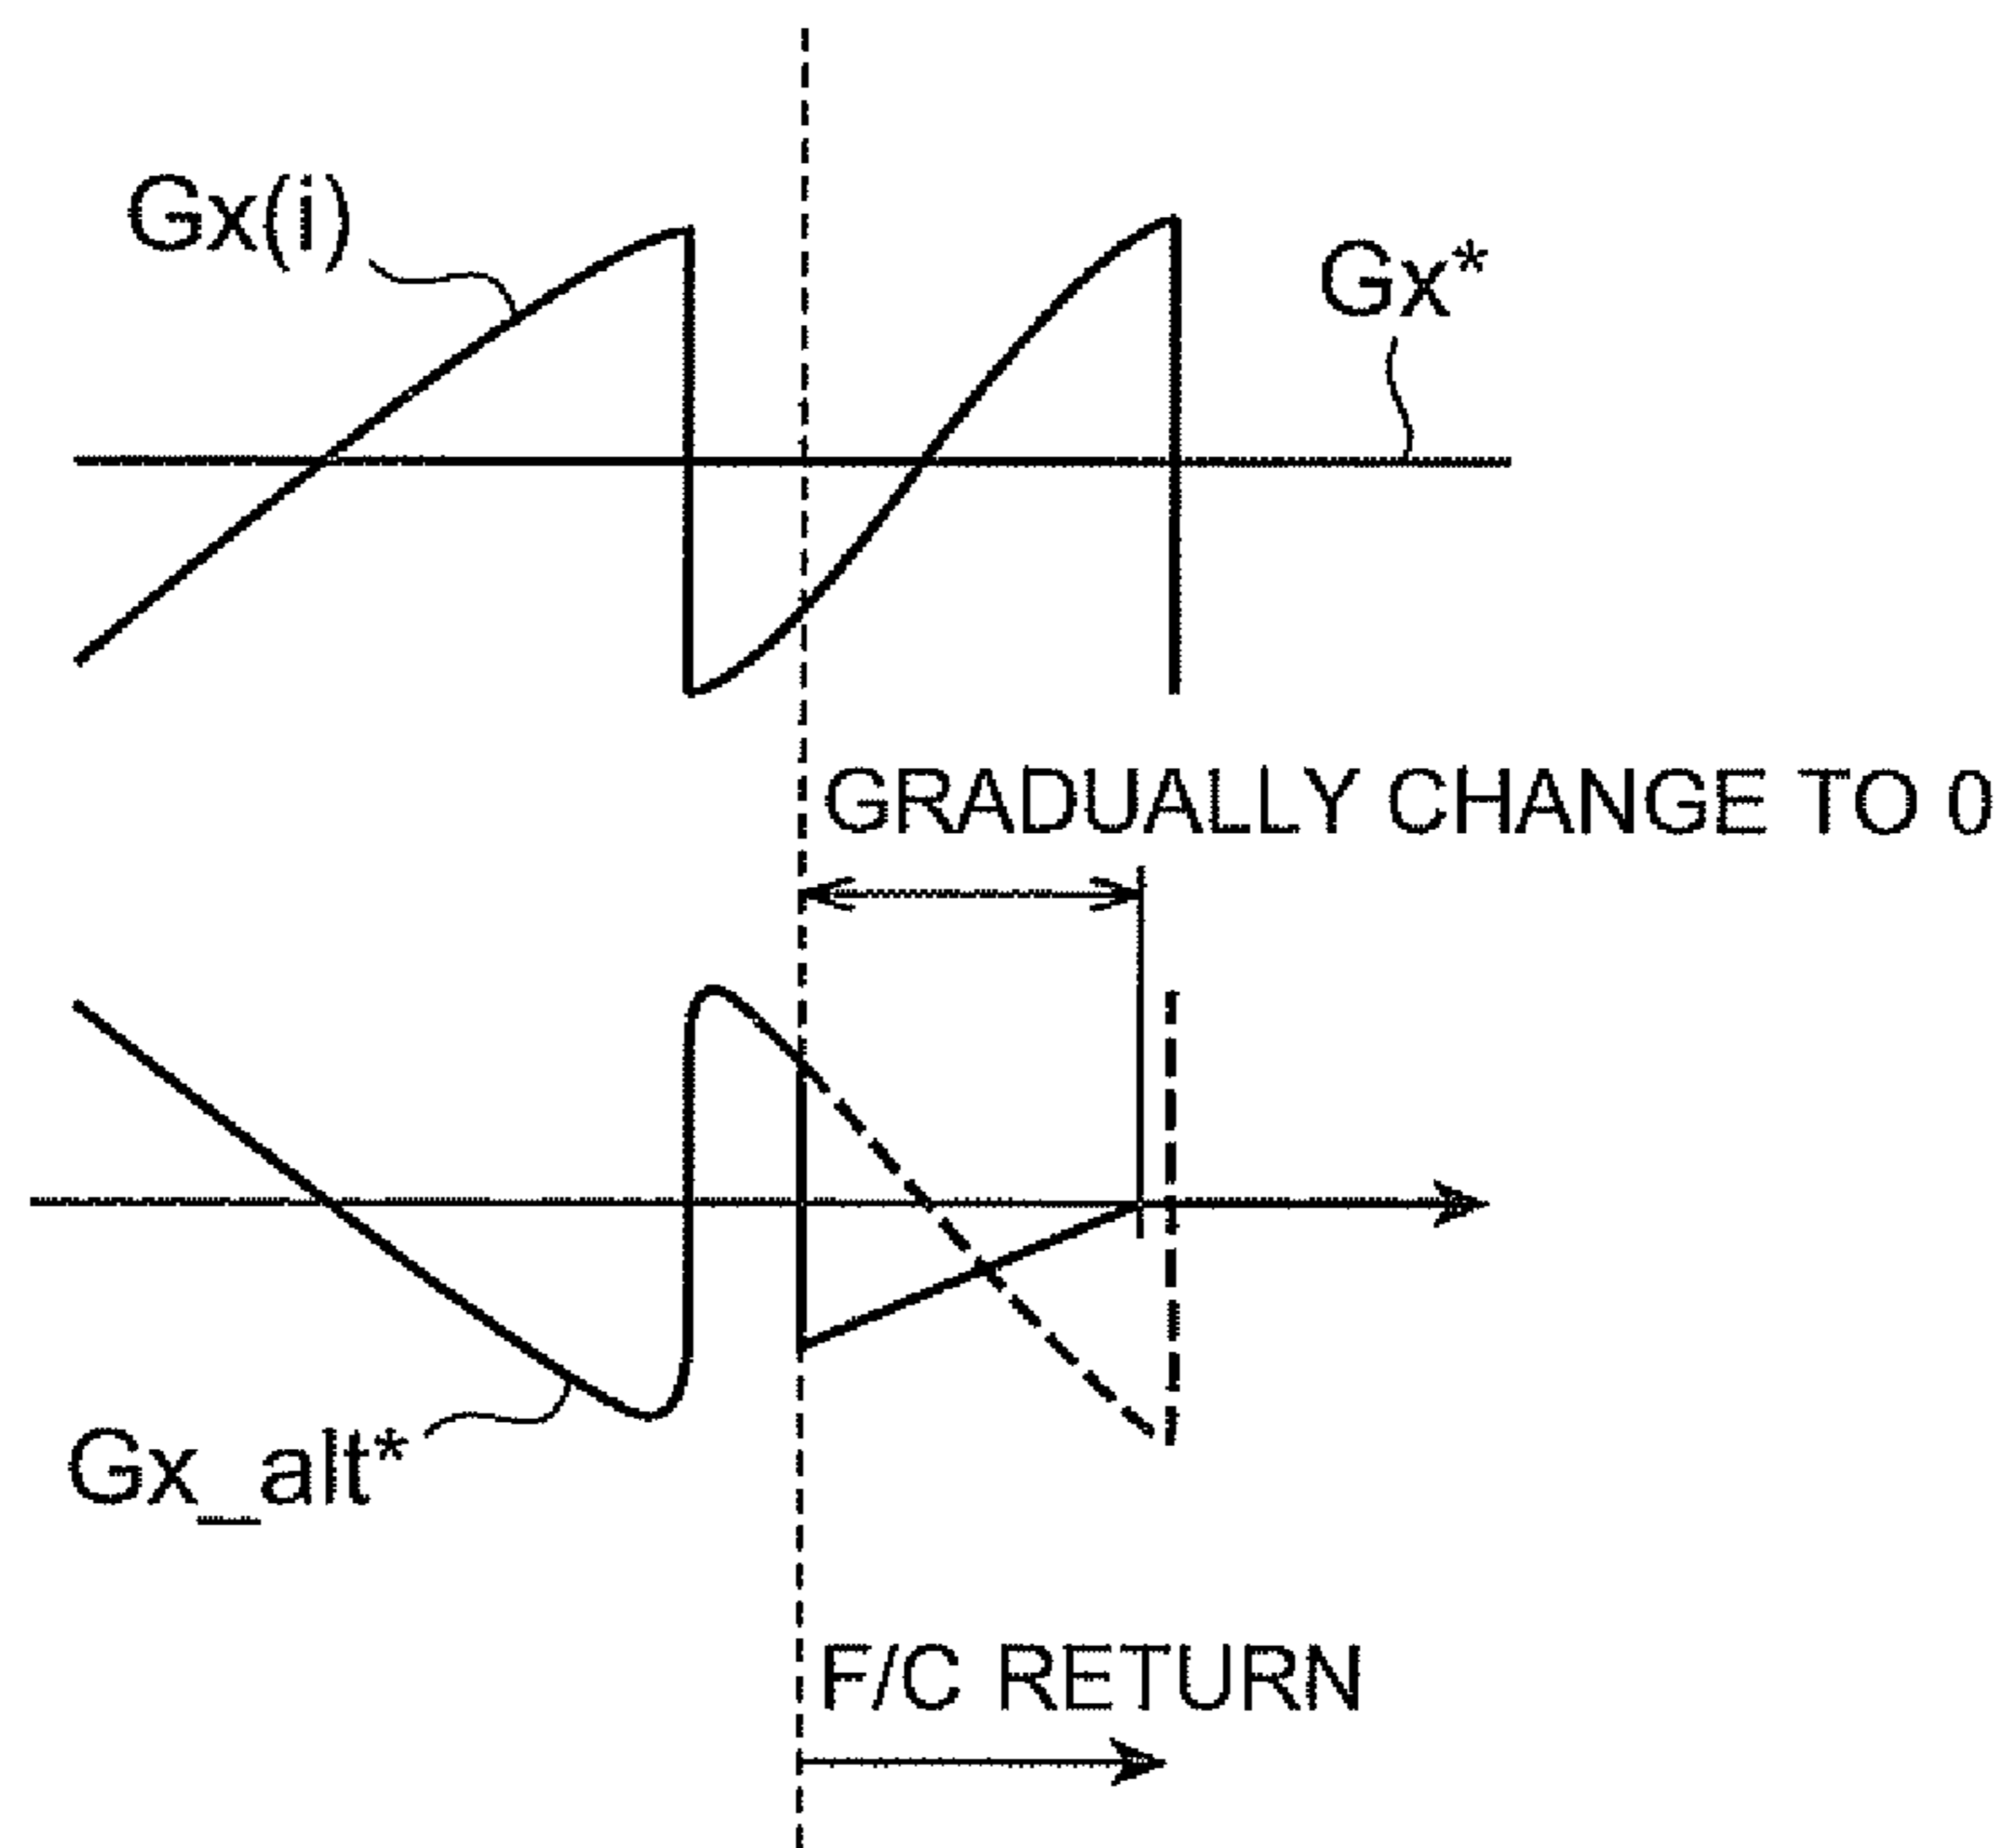 Gx(i)
Gx*
GRADUALLY CHANGE TO 0
Gx_alt*
F/C RETURN